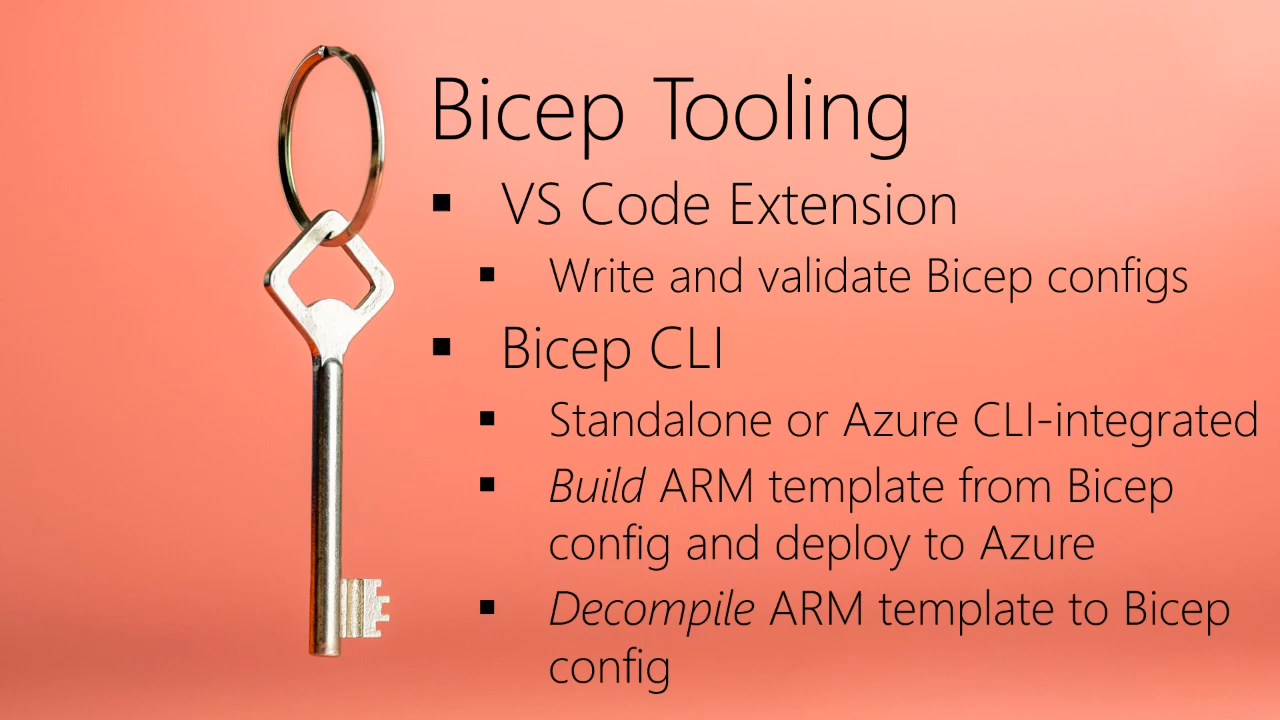 Bicep Tooling
▪ VS Code Extension
▪ Write and validate Bicep configs
▪ Bicep CLI
▪ Standalone or Azure CLI-integrated
▪ Build ARM template from Bicep
config and deploy to Azure
▪ Decompile ARM template to Bicep
config